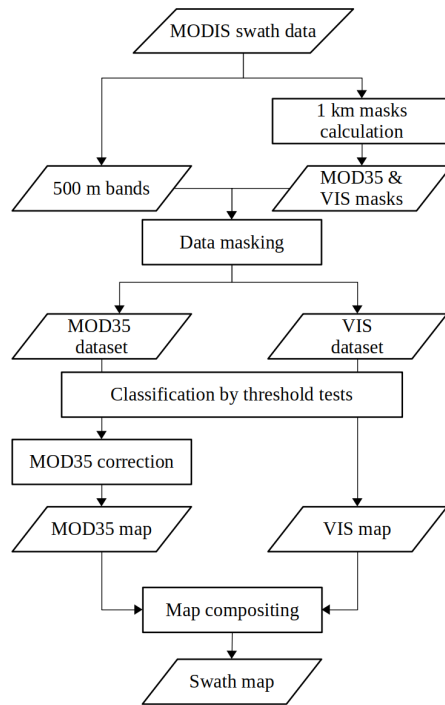 MODIS swath data
1 km masks
calculation
500 m bands
MOD35 &
VIS masks
Data masking
MOD35
dataset
VIS
dataset
Classification by threshold tests
MOD35 correction
MOD35 map
VIS map
Map compositing
Swath map